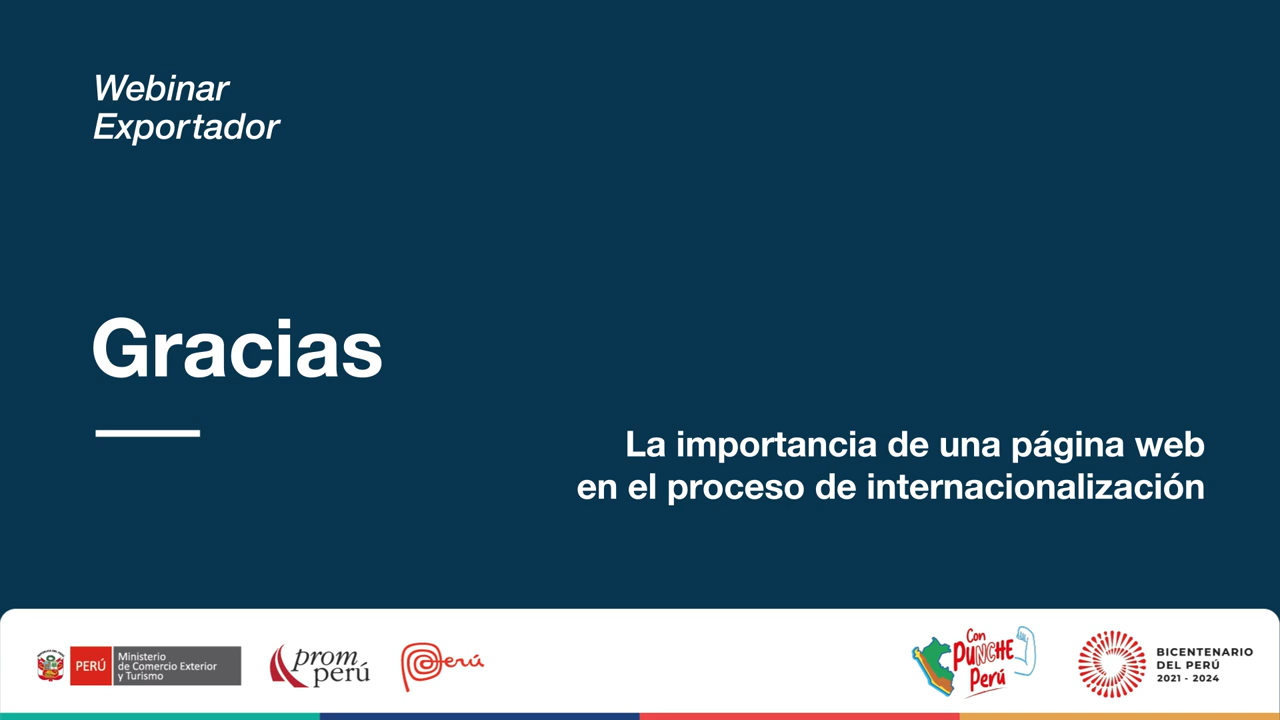 Webinar
Exportador
Gracias
La importancia de una página web
en el proceso de internacionalización
PERÚ
Ministerio
de Comercio Exterior
y Turismo
prom
perú
Perú
Con
PUNCHE
Perú
BICENTENARIO
DEL PERÚ
2021 - 2024